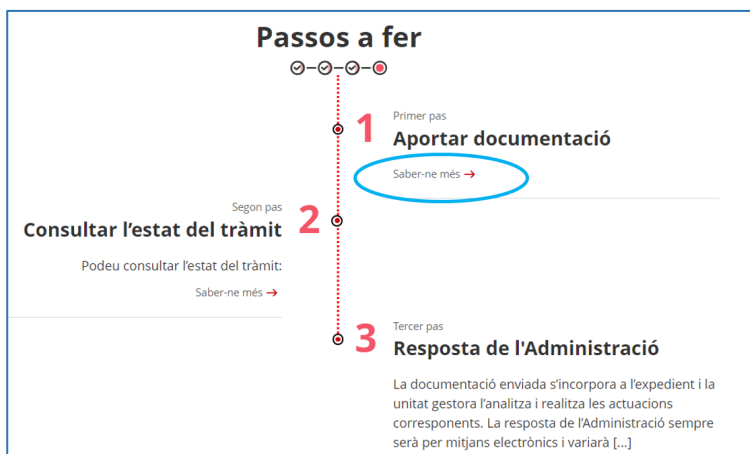 Passos a fer
1
Primer pas
Aportar documentació
Saber-ne més →
Segon pas
2
Consultar l’estat del tràmit
Podeu consultar l’estat del tràmit:
Saber-ne més →
3
Tercer pas
Resposta de l'Administració
La documentació enviada s’incorpora a l’expedient i la
unitat gestora l’analitza i realitza les actuacions
corresponents. La resposta de l’Administració sempre
serà per mitjans electrònics i variarà [...]